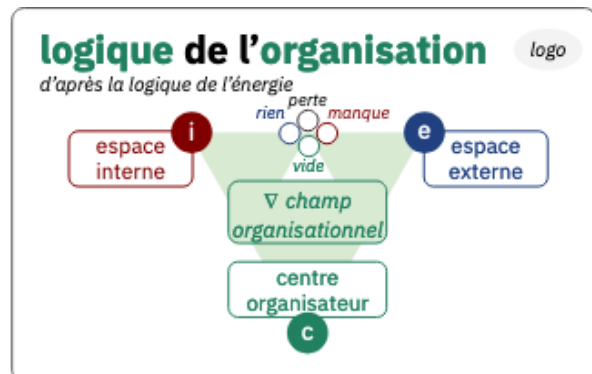 logique de l'organisation
logo
d'après la logique de l'énergie
perte
rien
manque
i
e
espace
interne
vide
espace
externe
∇ champ
organisationnel
centre
organisateur
c